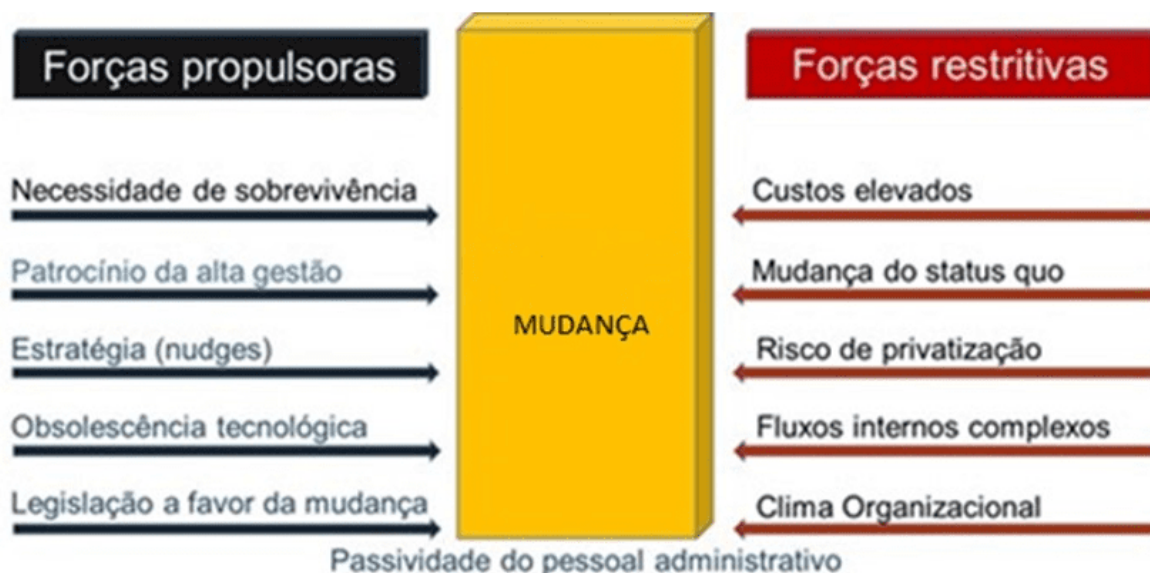 Forças propulsoras
Forças restritivas
Necessidade de sobrevivência
Custos elevados
Patrocínio da alta gestão
Mudança do status quo
MUDANÇA
Estratégia (nudges)
Risco de privatização
Obsolescência tecnológica
Fluxos internos complexos
Legislação a favor da mudança
Clima Organizacional
Passividade do pessoal administrativo